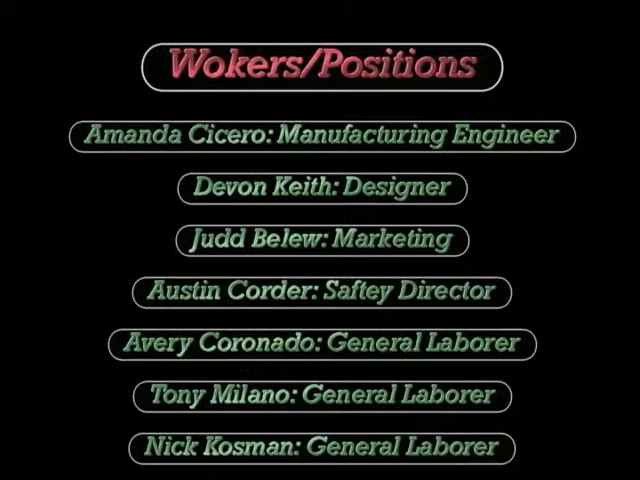 Wokers/Positions
Amanda Cicero: Manufacturing Engineer
Devon Keith: Designer
Judd Belew: Marketing
Austin Corder: Saftey Director
Avery Coronado: General Laborer
Tony Milano: General Laborer
Nick Kosman: General Laborer